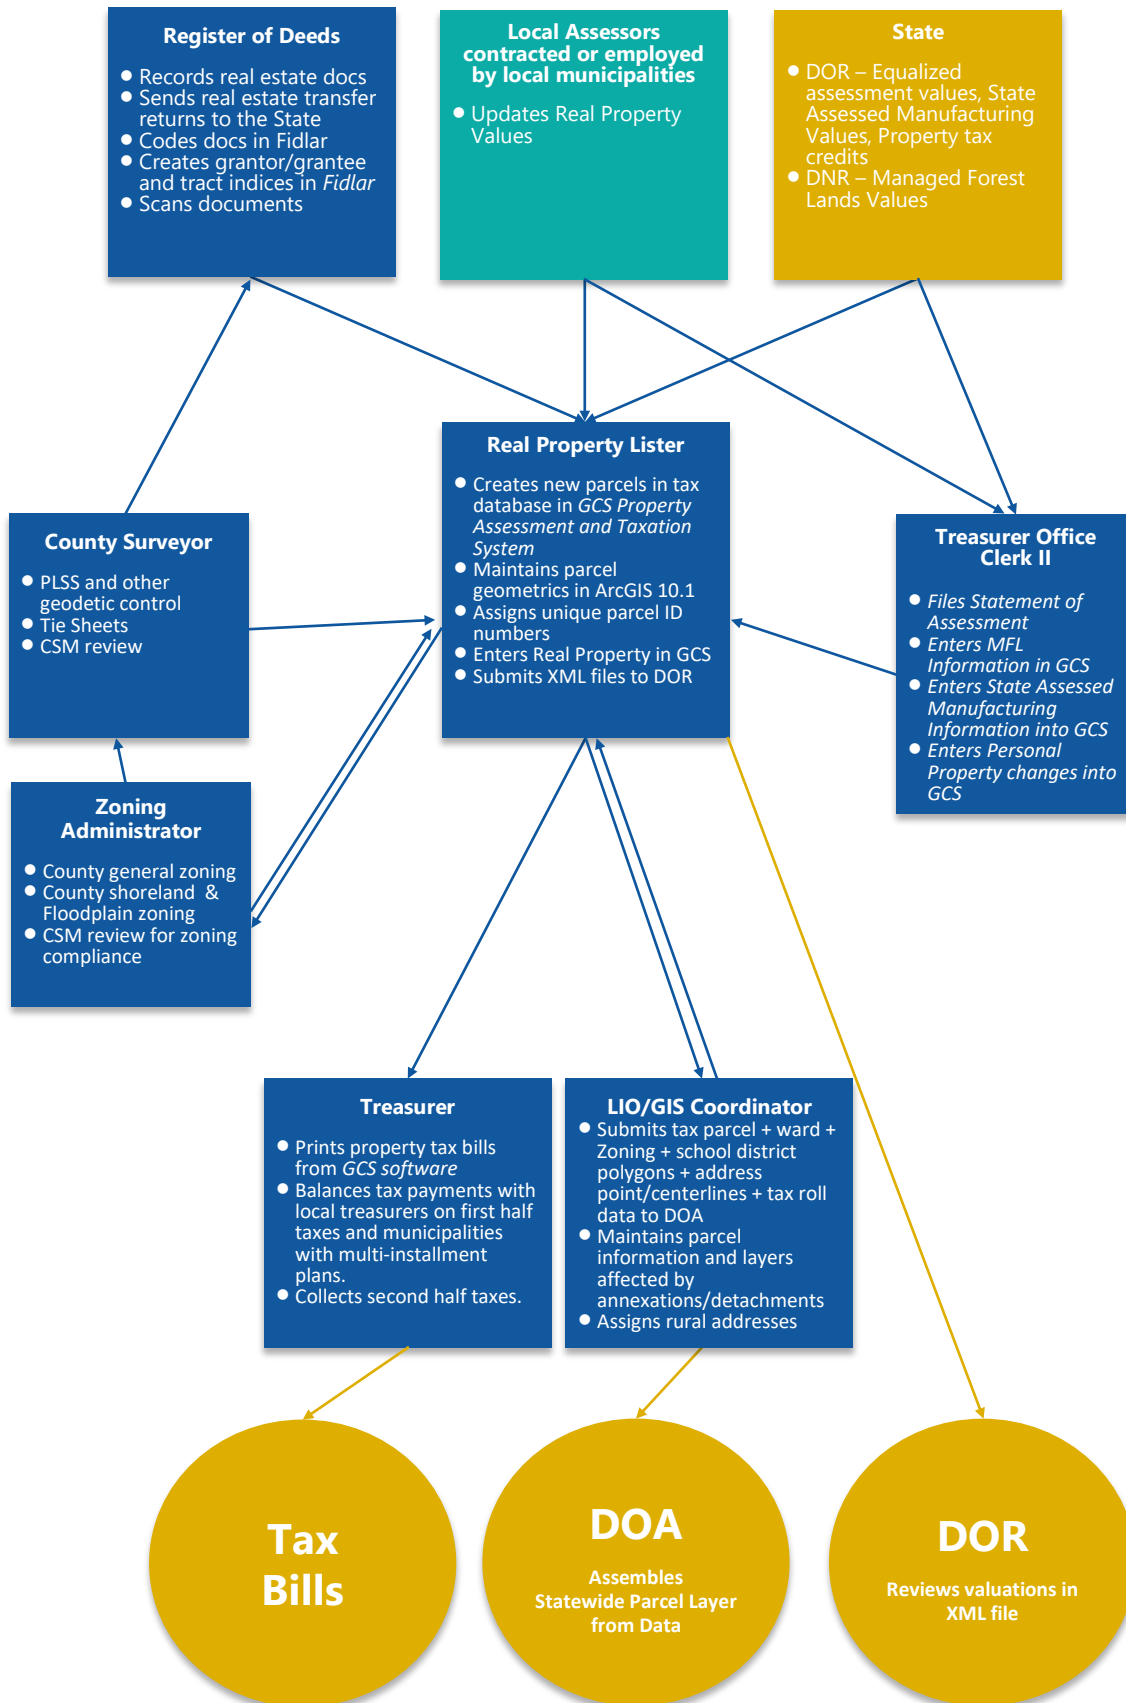 Register of Deeds
● Records real estate docs
● Sends real estate transfer
returns to the State
● Codes docs in Fidlar
● Creates grantor/grantee
and tract indices in Fidlar
● Scans documents
Local Assessors
contracted or employed
by local municipalities
● Updates Real Property
Values
State
● DOR – Equalized
assessment values, State
Assessed Manufacturing
Values, Property tax
credits
● DNR – Managed Forest
Lands Values
Real Property Lister
● Creates new parcels in tax
database in GCS Property
Assessment and Taxation
System
● Maintains parcel
geometrics in ArcGIS 10.1
● Assigns unique parcel ID
numbers
● Enters Real Property in GCS
● Submits XML files to DOR
County Surveyor
● PLSS and other
geodetic control
● Tie Sheets
● CSM review
Treasurer Office
Clerk II
● Files Statement of
Assessment
● Enters MFL
Information in GCS
● Enters State Assessed
Manufacturing
Information into GCS
● Enters Personal
Property changes into
GCS
Zoning
Administrator
● County general zoning
● County shoreland &
Floodplain zoning
● CSM review for zoning
compliance
Treasurer
● Prints property tax bills
from GCS software
● Balances tax payments with
local treasurers on first half
taxes and municipalities
with multi-installment
plans.
● Collects second half taxes.
LIO/GIS Coordinator
● Submits tax parcel + ward +
Zoning + school district
polygons + address
point/centerlines + tax roll
data to DOA
● Maintains parcel
information and layers
affected by
annexations/detachments
● Assigns rural addresses
Tax
Bills
DOA
Assembles
Statewide Parcel Layer
from Data
DOR
Reviews valuations in
XML file